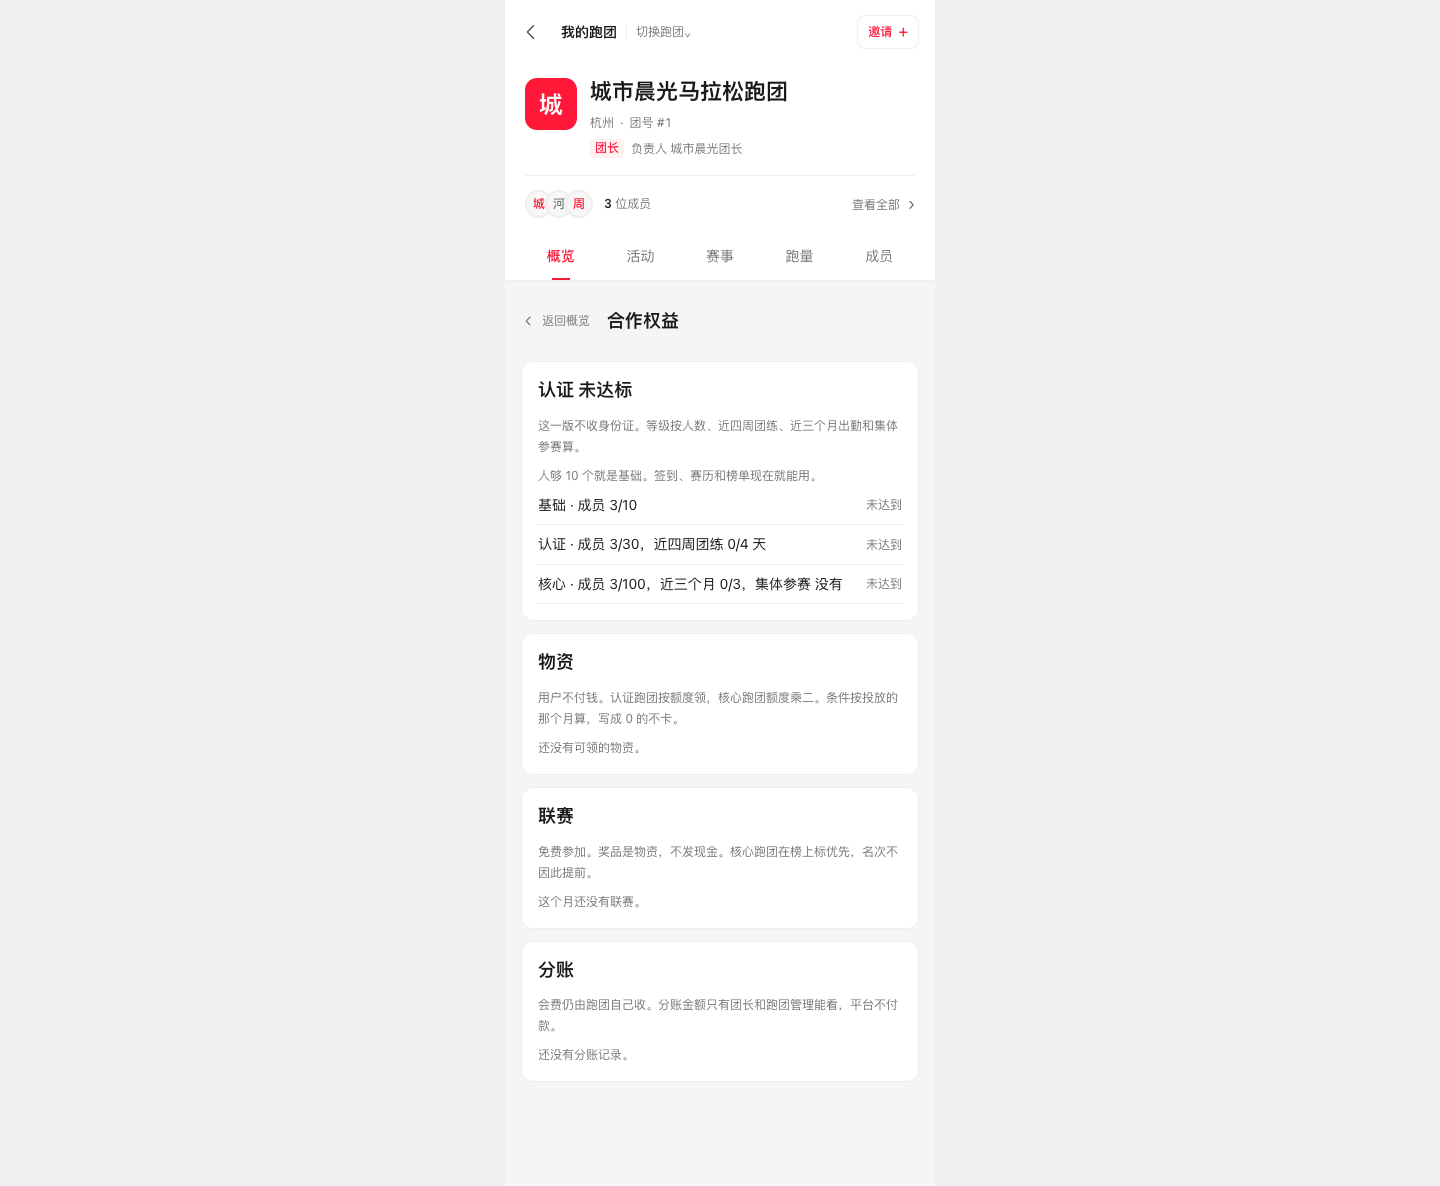 我的跑团 切换跑团
邀请 +
城
城市晨光马拉松跑团
杭州 · 团号 #1
团长 负责人 城市晨光团长
城 河 周 3 位成员 查看全部
概览 活动 赛事 跑量 成员
返回概览 合作权益
认证 未达标
这一版不收身份证。等级按人数、近四周团练、近三个月出勤和集体
参赛算。
人够 10 个就是基础。签到、赛历和榜单现在就能用。
基础 · 成员 3/10 未达到
认证 · 成员 3/30，近四周团练 0/4 天 未达到
核心 · 成员 3/100，近三个月 0/3，集体参赛 没有 未达到
物资
用户不付钱。认证跑团按额度领，核心跑团额度乘二。条件按投放的
那个月算，写成 0 的不卡。
还没有可领的物资。
联赛
免费参加。奖品是物资，不发现金。核心跑团在榜上标优先，名次不
因此提前。
这个月还没有联赛。
分账
会费仍由跑团自己收。分账金额只有团长和跑团管理能看，平台不付
款。
还没有分账记录。